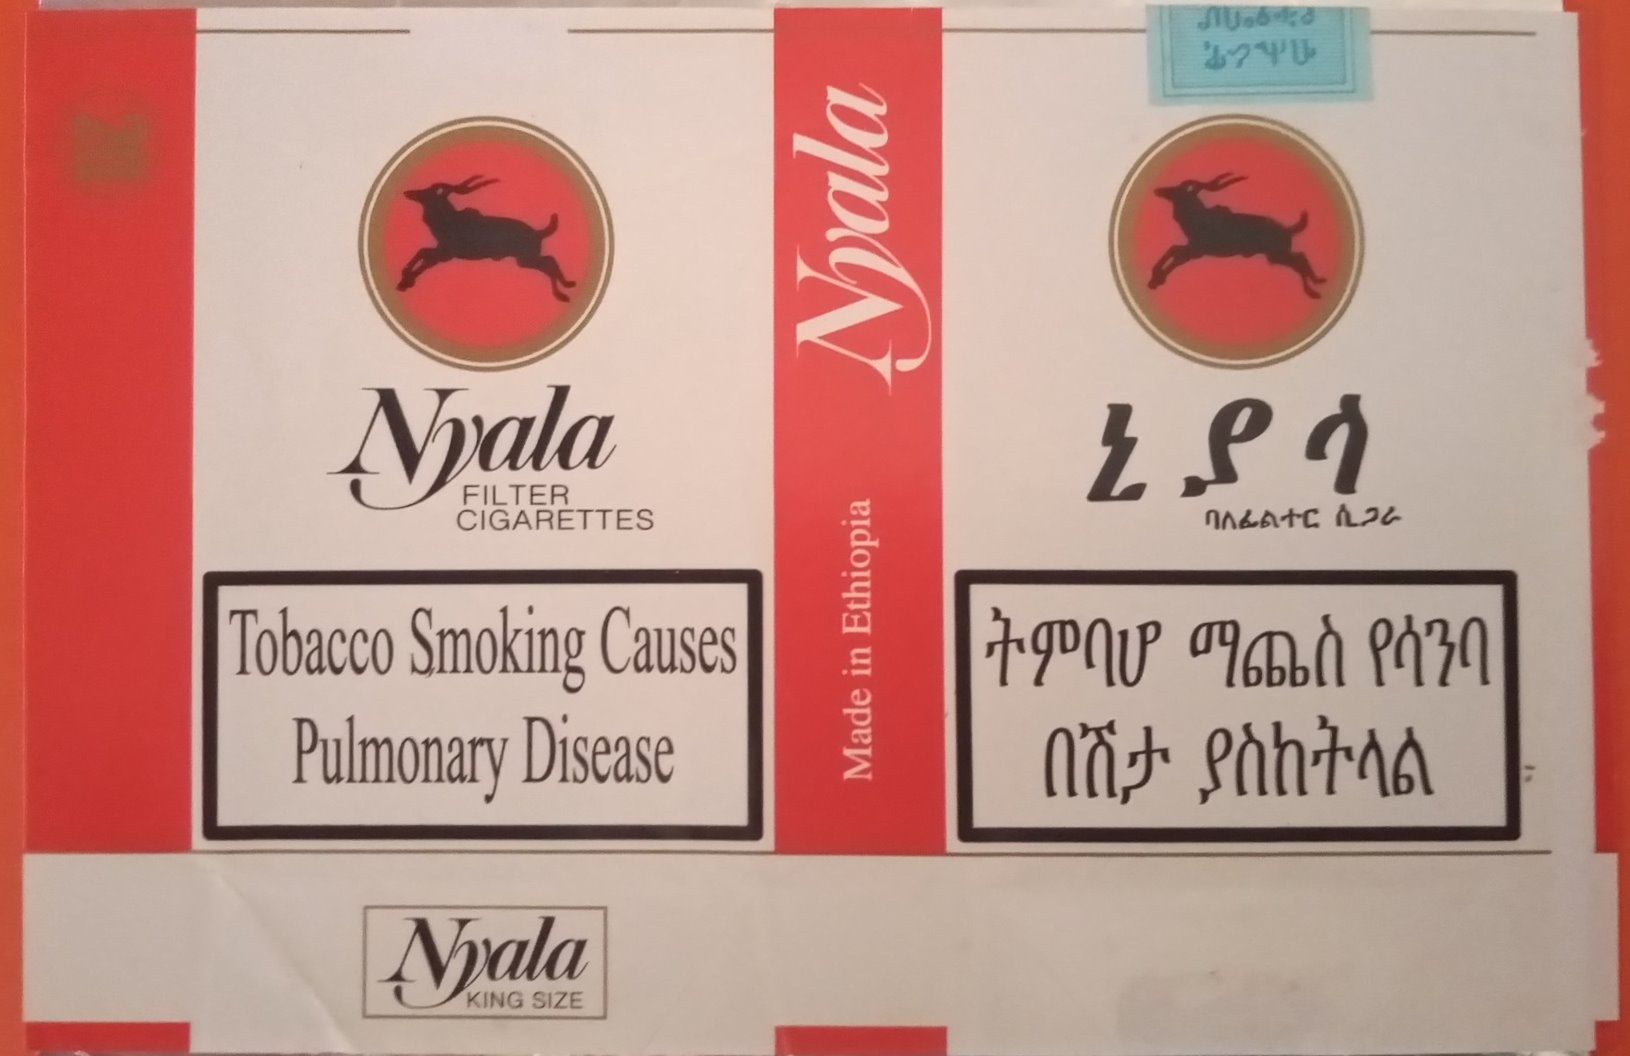 Nyala
FILTER
CIGARETTES
Tobacco Smoking Causes
Pulmonary Disease
Nyala
KING SIZE
Nyala
Made in Ethiopia
ኒያላ
ባለፊልተር ሲጋራ
ትምባሆ ማጨስ የሳንባ
በሽታ ያስከትላል